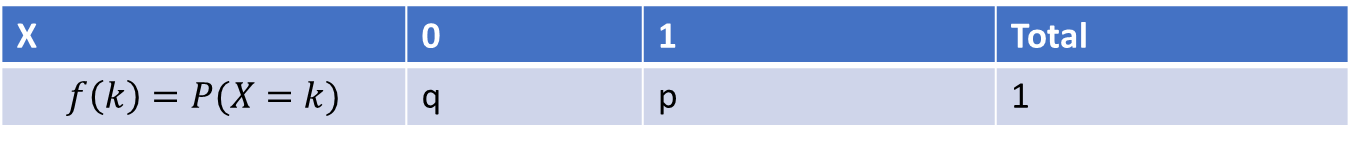 X 0 1 Total
f(k) = P(X = k) q p 1